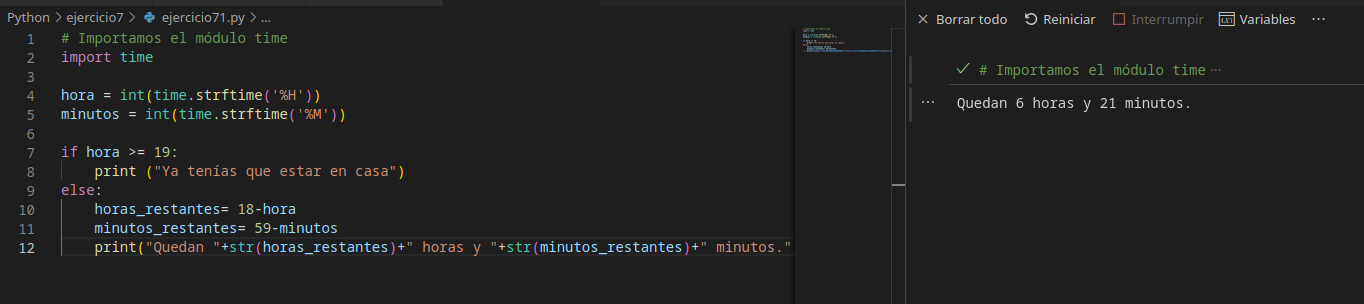 Python > ejercicio7 > ejercicio71.py > ...
1 # Importamos el módulo time
2 import time
3
4 hora = int(time.strftime('%H'))
5 minutos = int(time.strftime('%M'))
6
7 if hora >= 19:
8     print ("Ya tenías que estar en casa")
9 else:
10     horas_restantes= 18-hora
11     minutos_restantes= 59-minutos
12     print("Quedan "+str(horas_restantes)+" horas y "+str(minutos_restantes)+" minutos."
Borrar todo Reiniciar Interrumpir Variables ...
# Importamos el módulo time ...
Quedan 6 horas y 21 minutos.